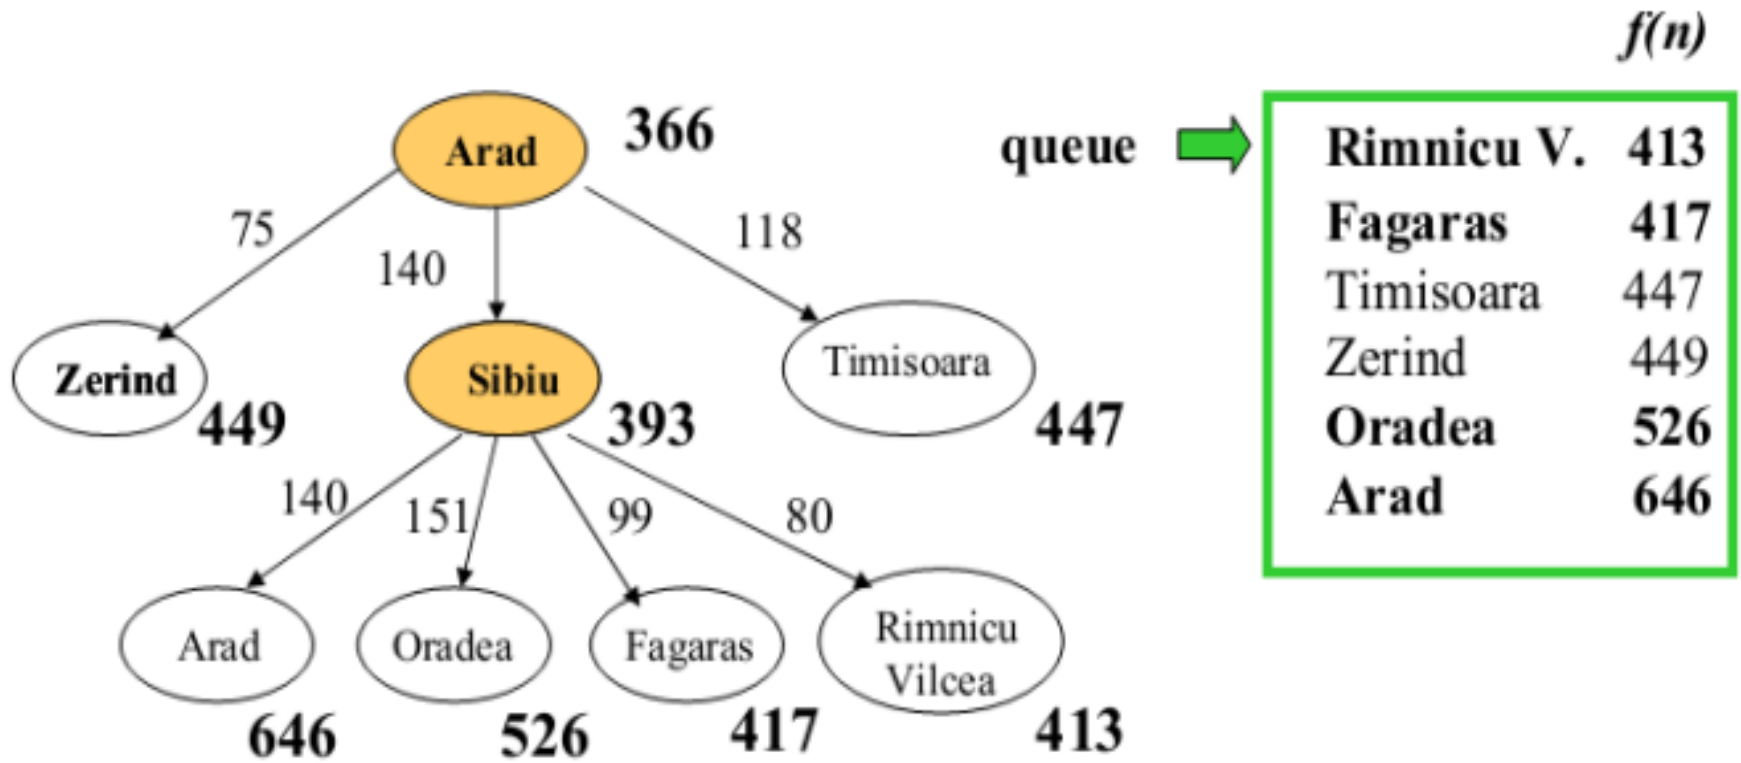 f(n)
Arad 366
queue
Rimnicu V. 413
Fagaras 417
Timisoara 447
Zerind 449
Oradea 526
Arad 646
75
140
118
Zerind
449
Sibiu
393
Timisoara
447
140
151
99
80
Arad
646
Oradea
526
Fagaras
417
Rimnicu
Vilcea
413